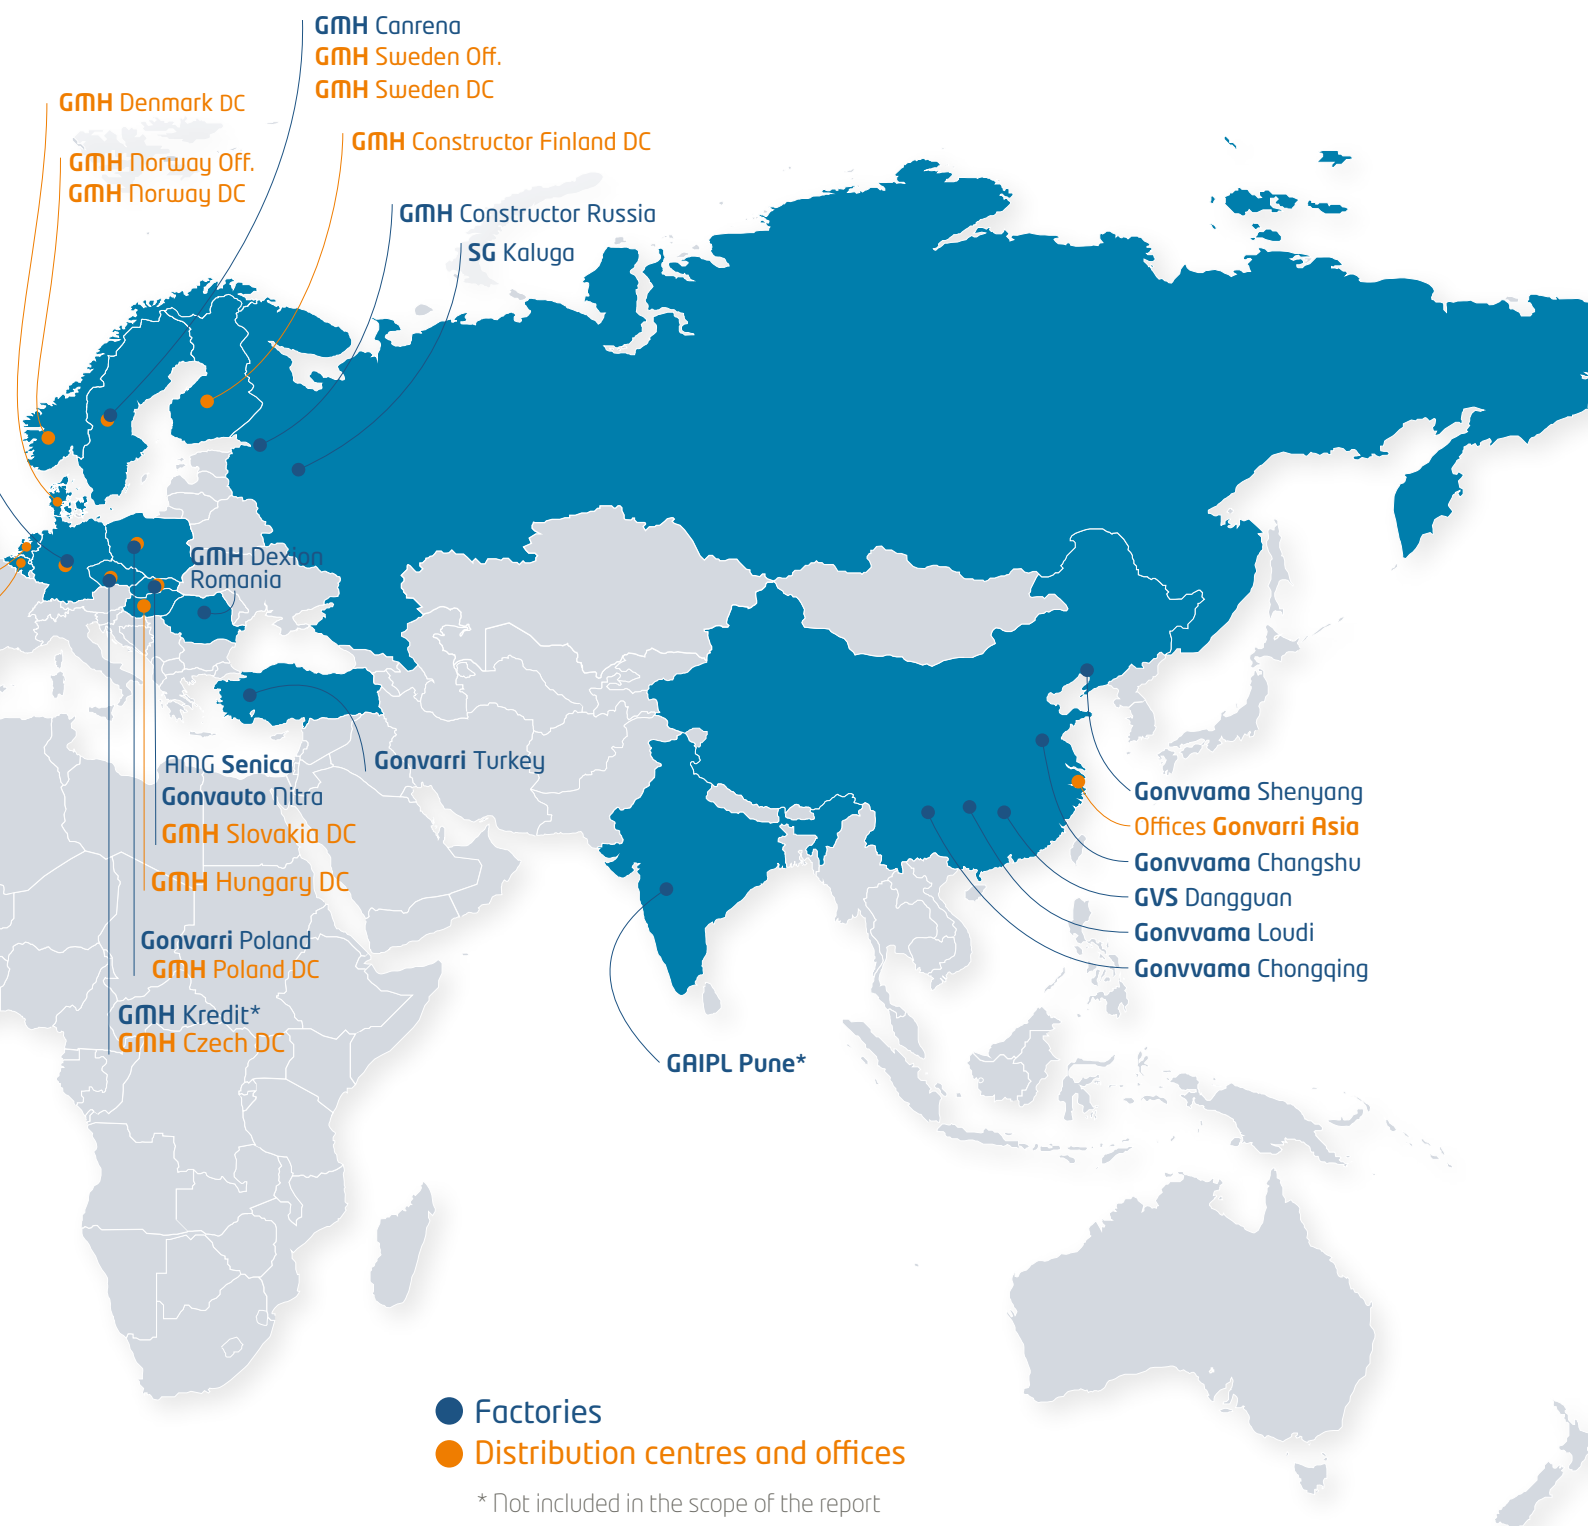 GMH Canrena
GMH Sweden Off.
GMH Sweden DC
GMH Denmark DC
GMH Constructor Finland DC
GMH Norway Off.
GMH Norway DC
GMH Constructor Russia
SG Kaluga
GMH Dexion
Romania
AMG Senica
Gonvauto Nitra
GMH Slovakia DC
GMH Hungary DC
Gonvarri Poland
GMH Poland DC
GMH Kredit*
GMH Czech DC
Gonvarri Turkey
GAIPL Pune*
Gonvvama Shenyang
Offices Gonvarri Asia
Gonvvama Changshu
GVS Dangguan
Gonvvama Loudi
Gonvvama Chongqing
Factories
Distribution centres and offices
* Not included in the scope of the report